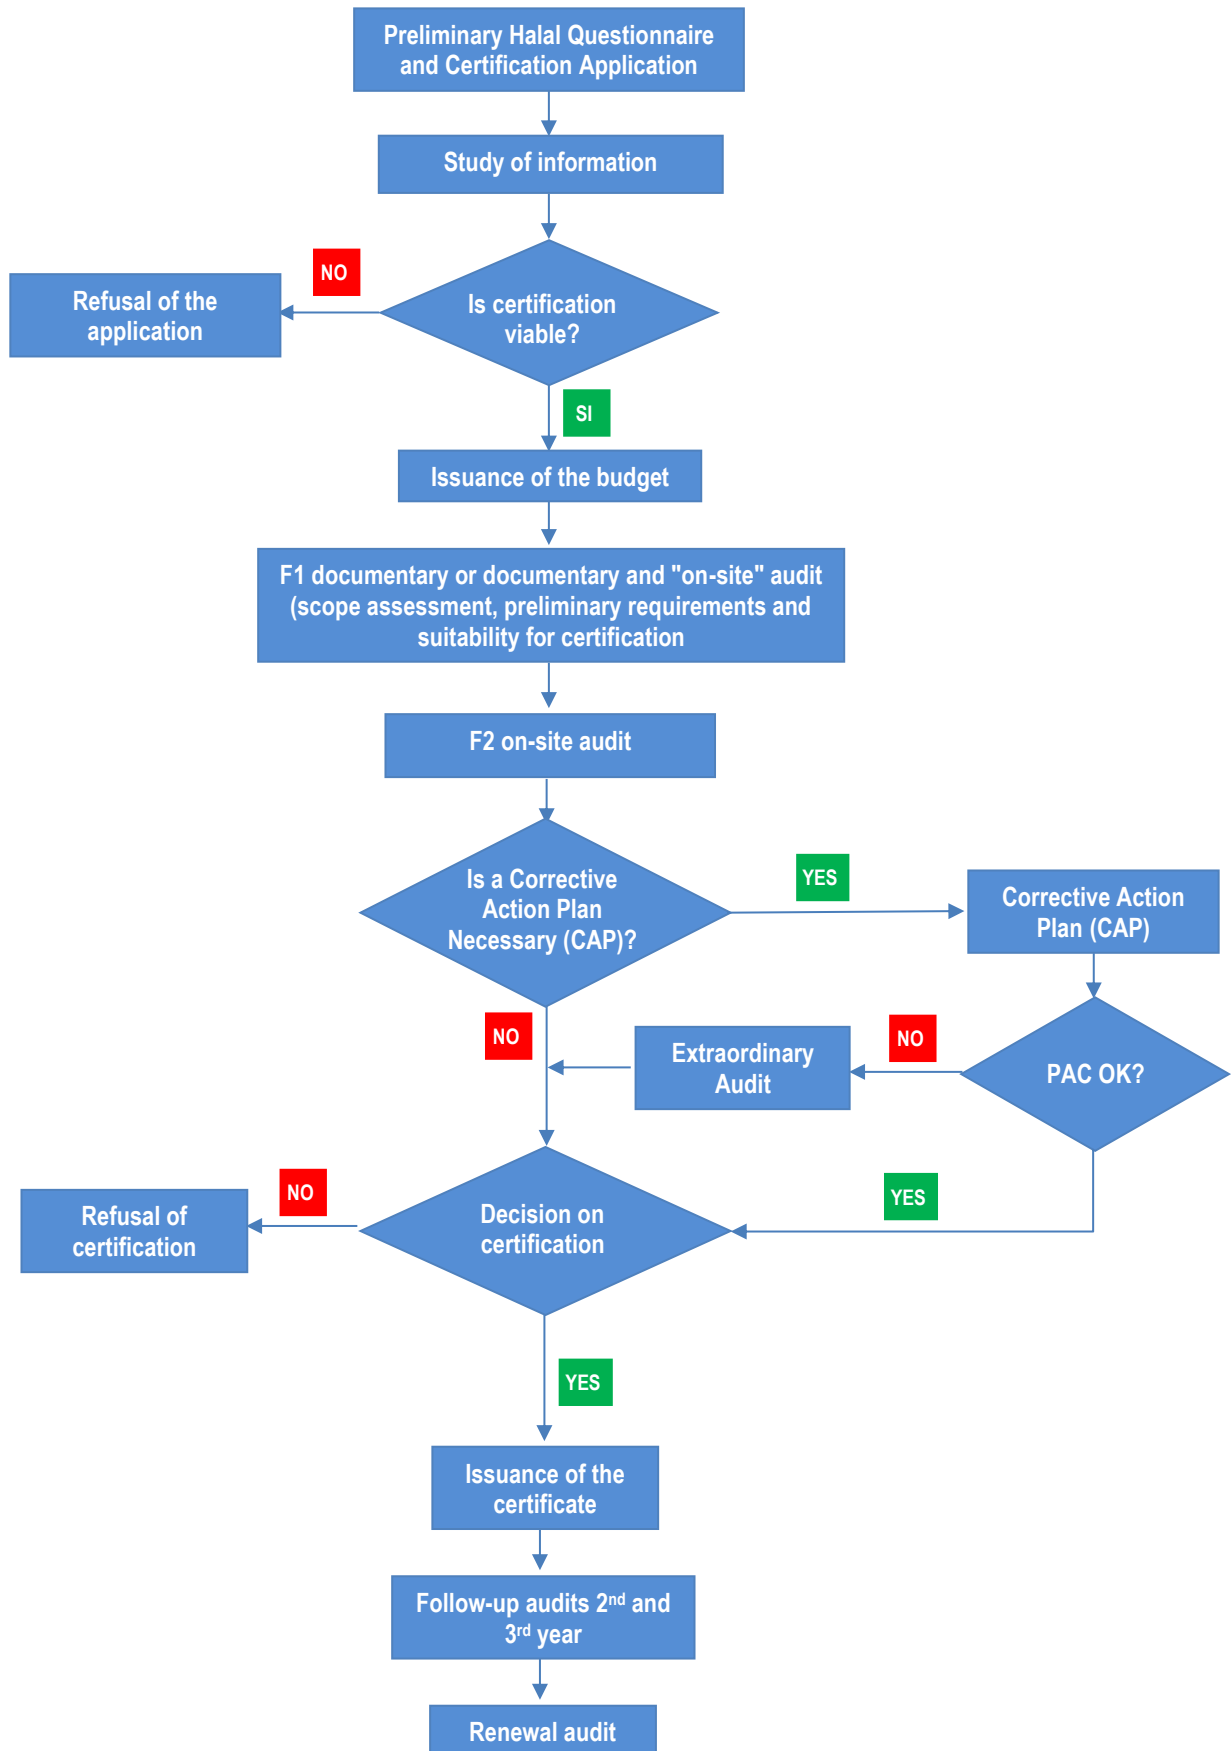 Preliminary Halal Questionnaire
and Certification Application
Study of information
NO
Refusal of the
application
Is certification
viable?
SI
Issuance of the budget
F1 documentary or documentary and "on-site" audit
(scope assessment, preliminary requirements and
suitability for certification
F2 on-site audit
Is a Corrective
Action Plan
Necessary (CAP)?
YES
Corrective Action
Plan (CAP)
NO
Extraordinary
Audit
NO
PAC OK?
NO
Refusal of
certification
Decision on
certification
YES
YES
Issuance of the
certificate
Follow-up audits 2nd and
3rd year
Renewal audit